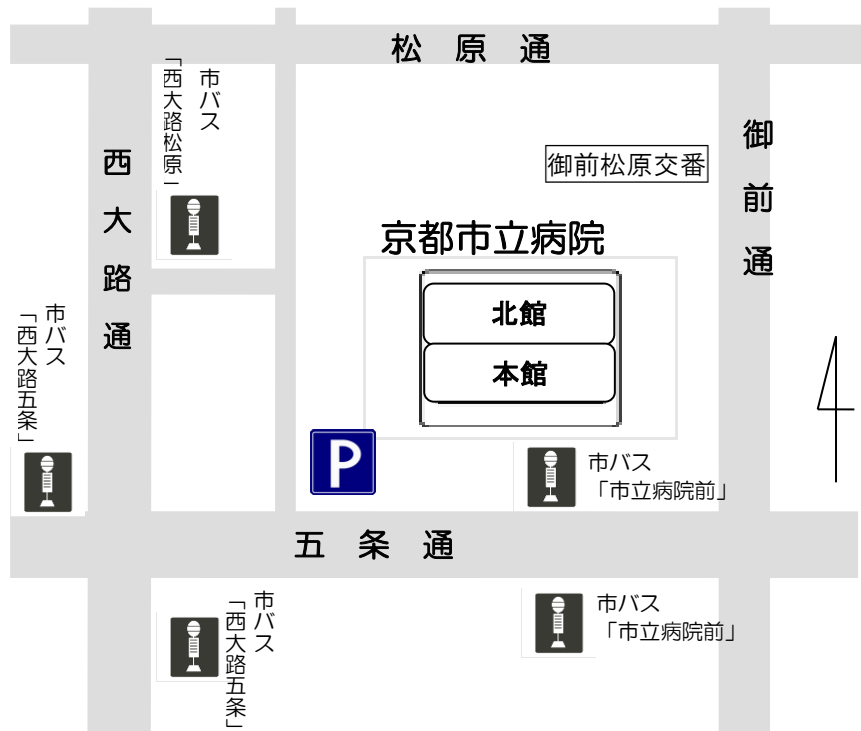 松原通
市バス
「西大路松原」
西大路通
御前松原交番
御前通
京都市立病院
北館
本館
市バス
「西大路五条」
P
市バス
「市立病院前」
五条通
市バス
「西大路五条」
市バス
「市立病院前」